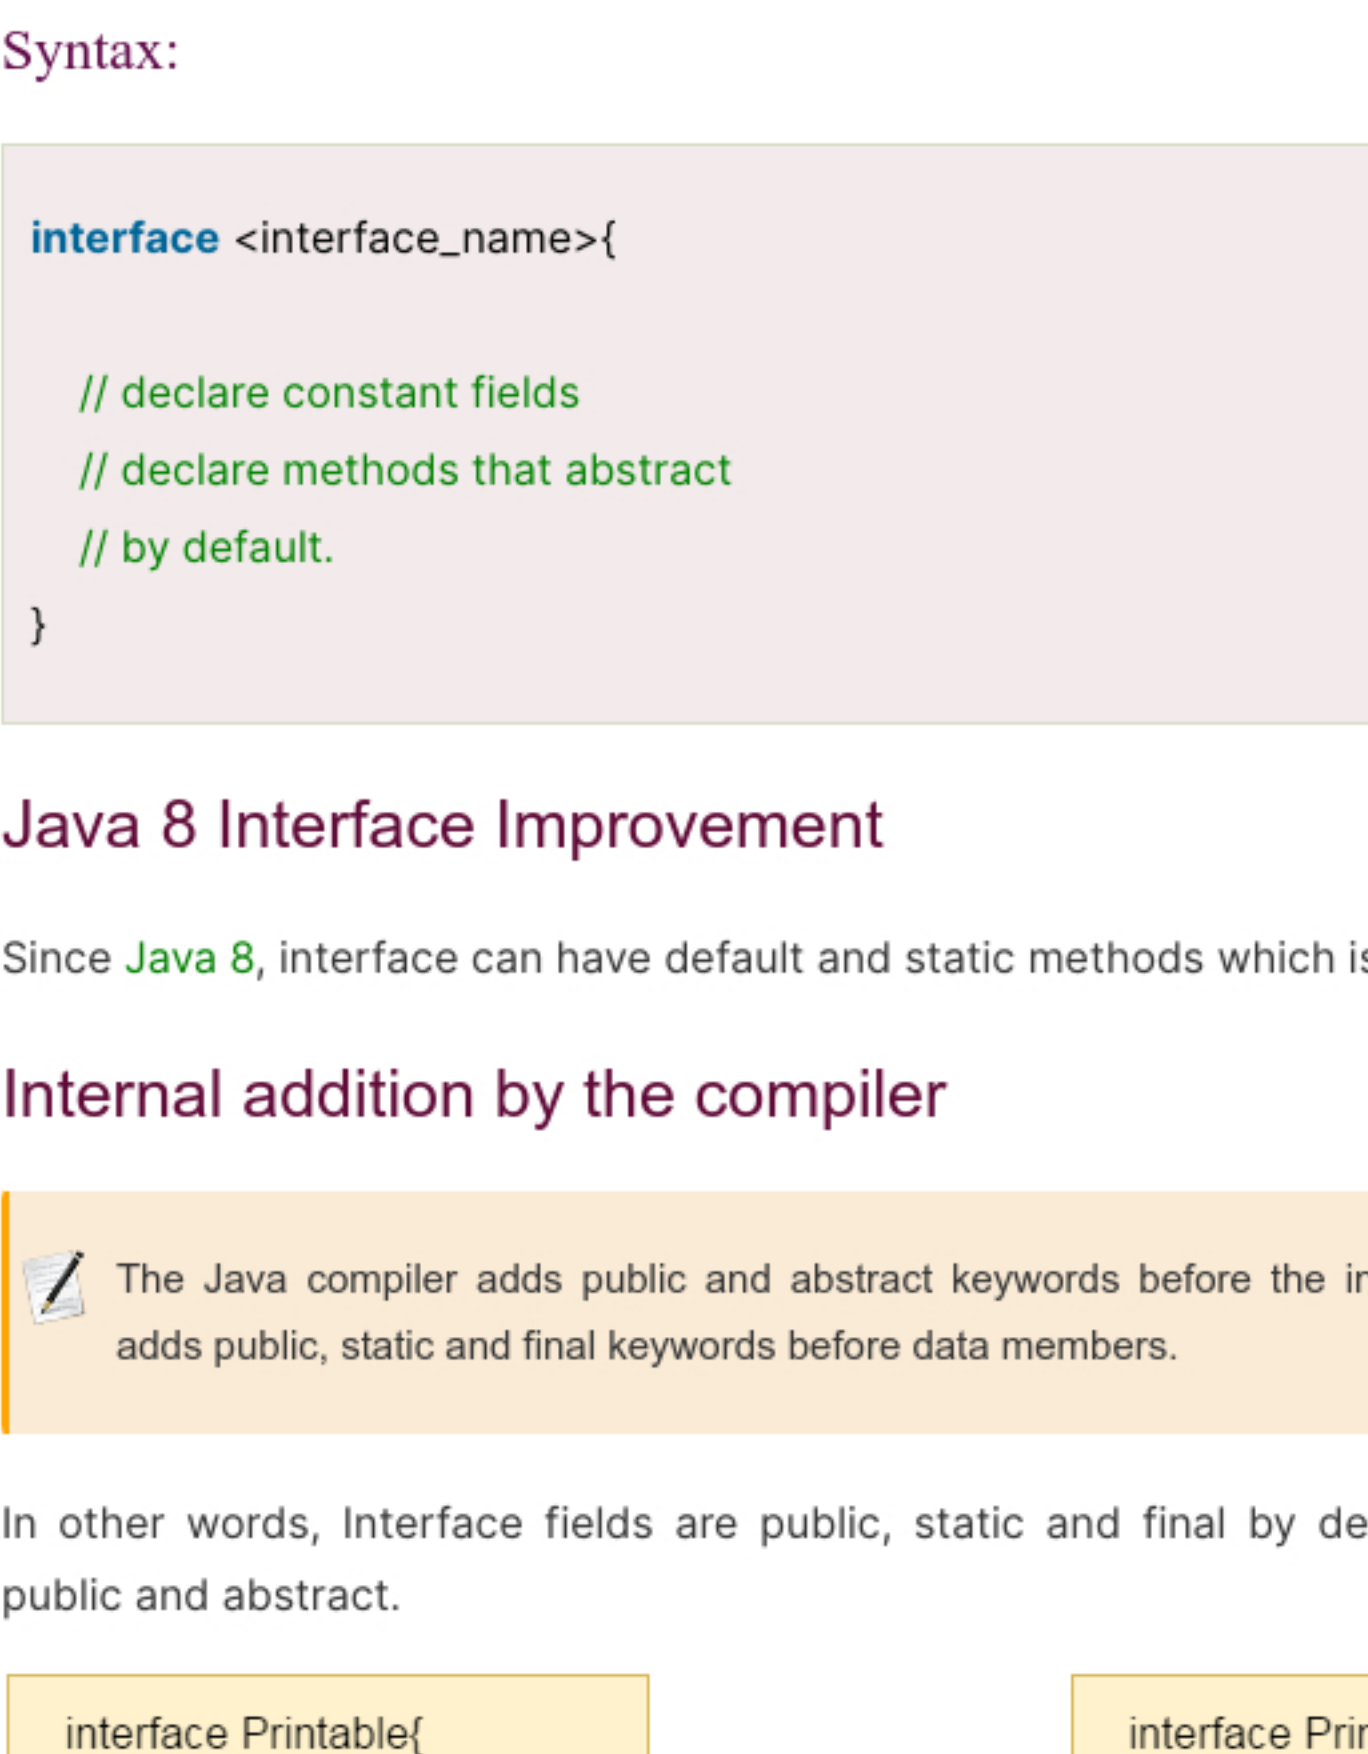 Syntax:
interface <interface_name>{
// declare constant fields
// declare methods that abstract
// by default.
}
Java 8 Interface Improvement
Since Java 8, interface can have default and static methods which
Internal addition by the compiler
The Java compiler adds public and abstract keywords before the
adds public, static and final keywords before data members.
In other words, Interface fields are public, static and final by
public and abstract.
interface Printable{
interface